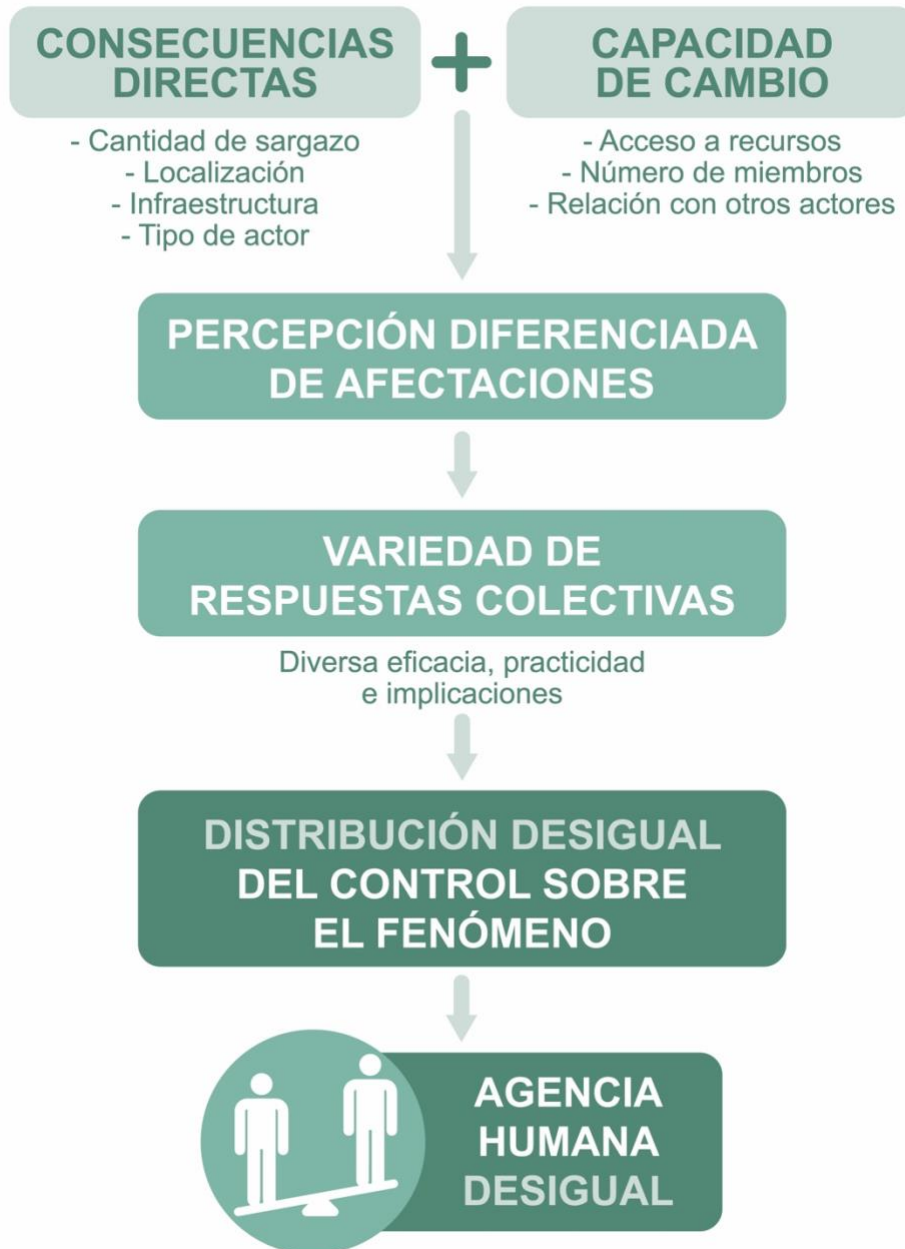 CONSECUENCIAS
DIRECTAS
+
CAPACIDAD
DE CAMBIO
- Cantidad de sargazo
- Localización
- Infraestructura
- Tipo de actor
- Acceso a recursos
- Número de miembros
- Relación con otros actores
PERCEPCIÓN DIFERENCIADA
DE AFECTACIONES
VARIEDAD DE
RESPUESTAS COLECTIVAS
Diversa eficacia, practicidad
e implicaciones
DISTRIBUCIÓN DESIGUAL
DEL CONTROL SOBRE
EL FENÓMENO
AGENCIA
HUMANA
DESIGUAL